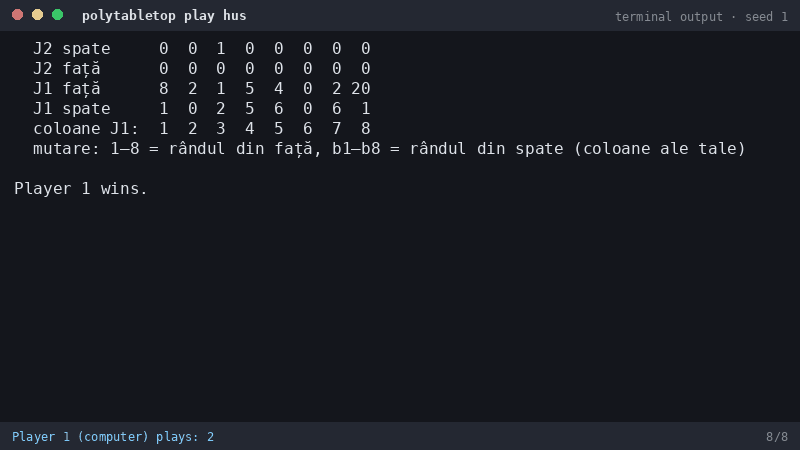 polytabletop play hus
terminal output · seed 1
J2 spate 0 0 1 0 0 0 0 0
J2 față 0 0 0 0 0 0 0 0
J1 față 8 2 1 5 4 0 2 20
J1 spate 1 0 2 5 6 0 6 1
coloane J1: 1 2 3 4 5 6 7 8
mutare: 1–8 = rândul din față, b1–b8 = rândul din spate (coloane ale tale)
Player 1 wins.
Player 1 (computer) plays: 2
8/8